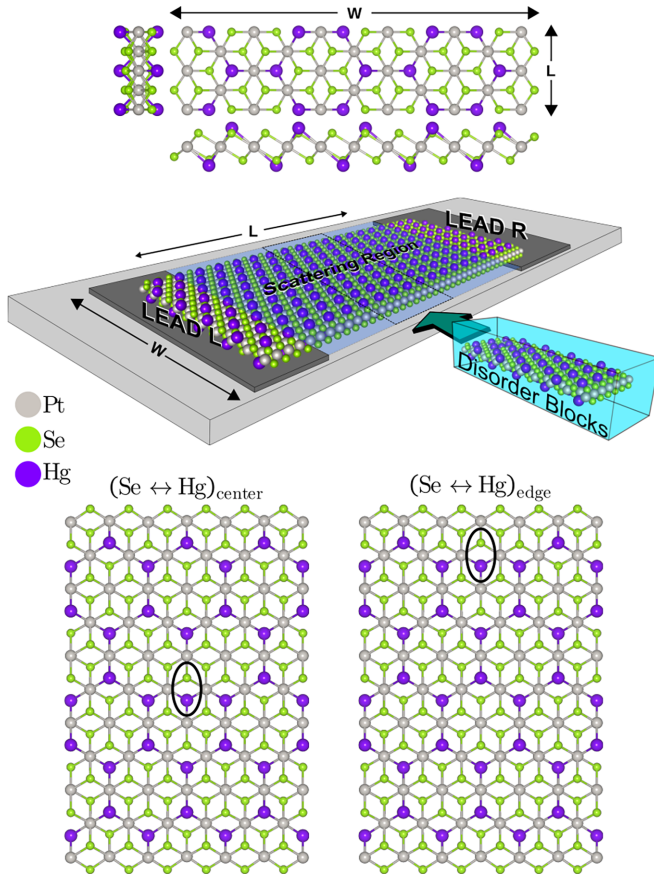 W
L
L
LEAD R
Scattering Region
LEAD L
W
Disorder Blocks
Pt
Se
Hg
(Se ↔ Hg)center
(Se ↔ Hg)edge